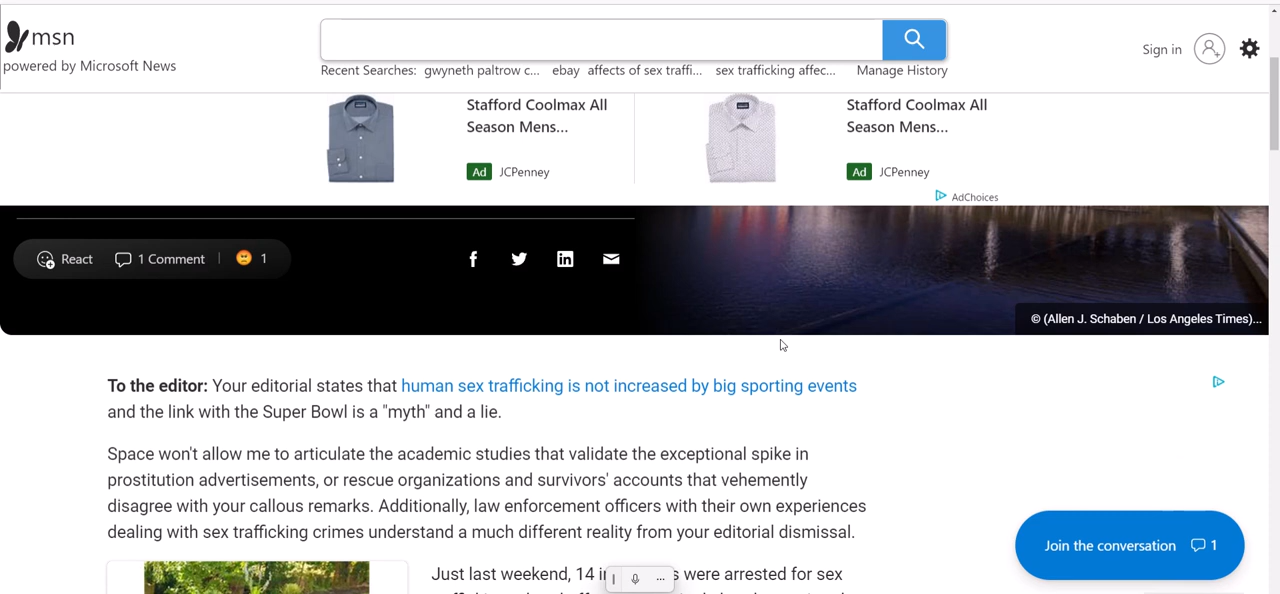 msn
powered by Microsoft News
Sign in
Recent Searches: gwyneth paltrow c... ebay affects of sex traffi... sex trafficking affec... Manage History
Stafford Coolmax All
Season Mens...
Ad JCPenney
Stafford Coolmax All
Season Mens...
Ad JCPenney
AdChoices
React 1 Comment 1
© (Allen J. Schaben / Los Angeles Times)...
To the editor: Your editorial states that human sex trafficking is not increased by big sporting events
and the link with the Super Bowl is a "myth" and a lie.
Space won't allow me to articulate the academic studies that validate the exceptional spike in
prostitution advertisements, or rescue organizations and survivors' accounts that vehemently
disagree with your callous remarks. Additionally, law enforcement officers with their own experiences
dealing with sex trafficking crimes understand a much different reality from your editorial dismissal.
Join the conversation 1
Just last weekend, 14 were arrested for sex